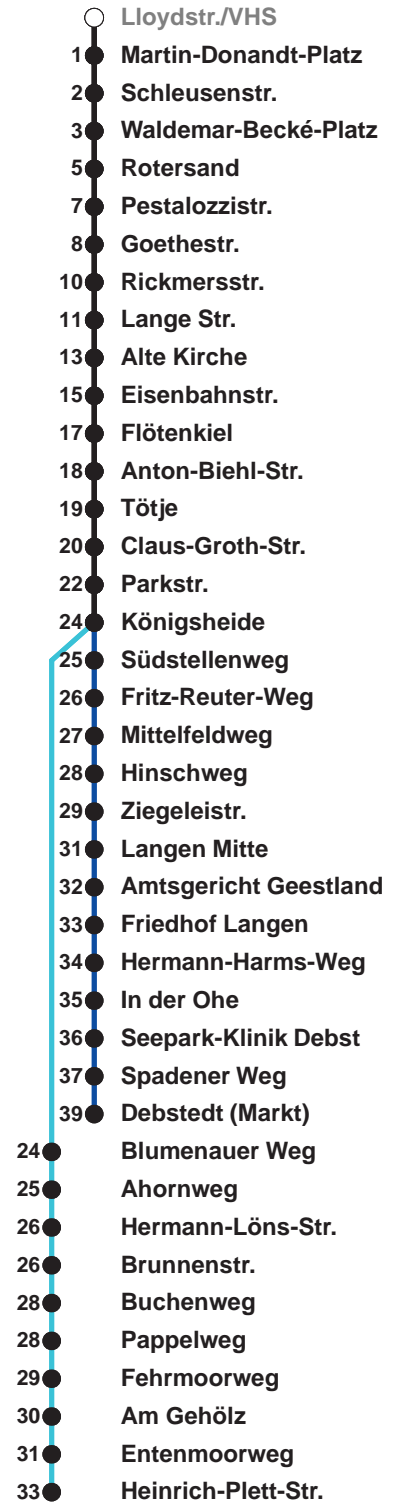 Lloydstr./VHS
1 Martin-Donandt-Platz
2 Schleusenstr.
3 Waldemar-Becké-Platz
5 Rotersand
7 Pestalozzistr.
8 Goethestr.
10 Rickmersstr.
11 Lange Str.
13 Alte Kirche
15 Eisenbahnstr.
17 Flötenkiel
18 Anton-Biehl-Str.
19 Tötje
20 Claus-Groth-Str.
22 Parkstr.
24 Königsheide
25 Südstellenweg
26 Fritz-Reuter-Weg
27 Mittelfeldweg
28 Hinschweg
29 Ziegeleistr.
31 Langen Mitte
32 Amtsgericht Geestland
33 Friedhof Langen
34 Hermann-Harms-Weg
35 In der Ohe
36 Seepark-Klinik Debst
37 Spadener Weg
39 Debstedt (Markt)
24 Blumenauer Weg
25 Ahornweg
26 Hermann-Löns-Str.
26 Brunnenstr.
28 Buchenweg
28 Pappelweg
29 Fehrmoorweg
30 Am Gehölz
31 Entenmoorweg
33 Heinrich-Plett-Str.